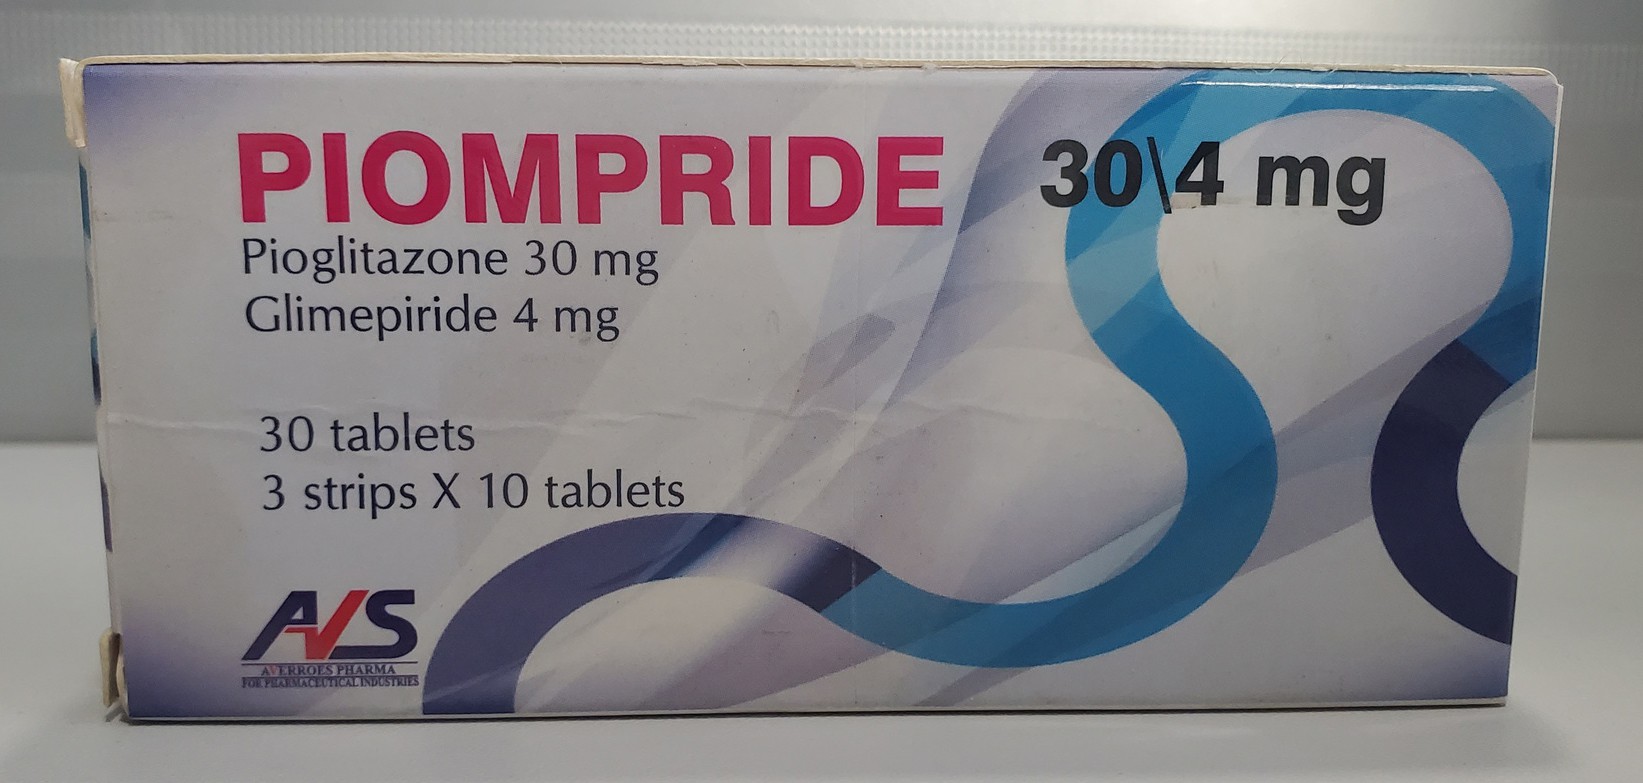 PIOMPRIDE 30\4 mg
Pioglitazone 30 mg
Glimepiride 4 mg
30 tablets
3 strips X 10 tablets
AVS
AVERROES PHARMA
FOR PHARMACEUTICAL INDUSTRIES